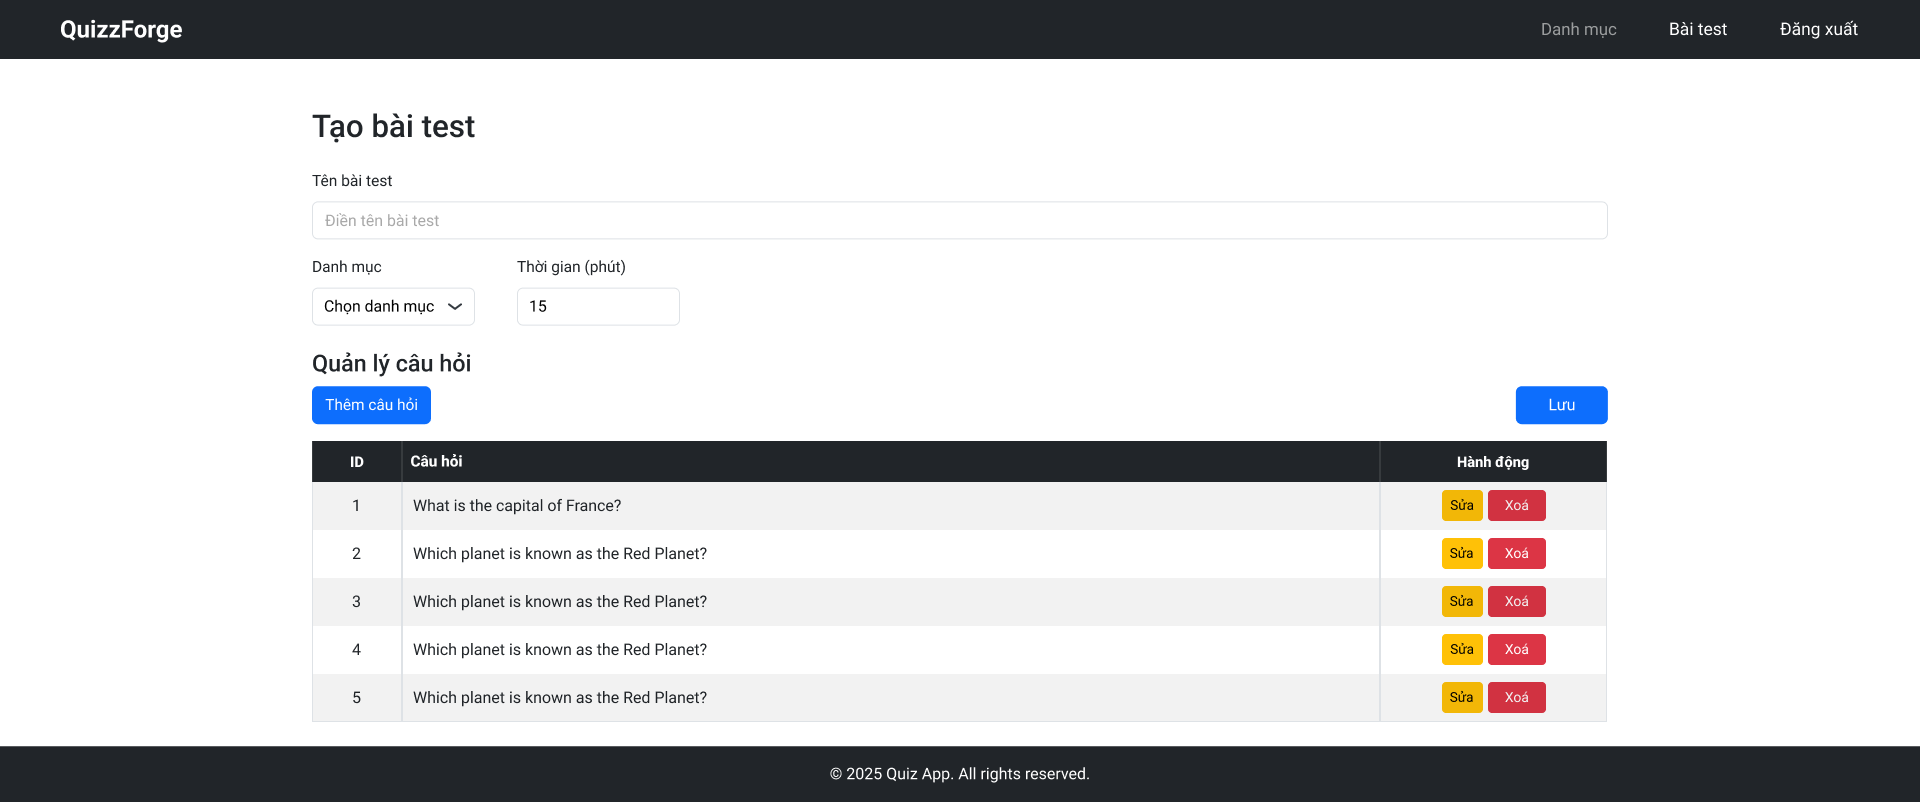 QuizzForge Danh mục Bài test Đăng xuất
Tạo bài test
Tên bài test
Điền tên bài test
Danh mục Thời gian (phút)
Chọn danh mục 15
Quản lý câu hỏi
Thêm câu hỏi Lưu
ID Câu hỏi Hành động
1 What is the capital of France? Sửa Xoá
2 Which planet is known as the Red Planet? Sửa Xoá
3 Which planet is known as the Red Planet? Sửa Xoá
4 Which planet is known as the Red Planet? Sửa Xoá
5 Which planet is known as the Red Planet? Sửa Xoá
© 2025 Quiz App. All rights reserved.